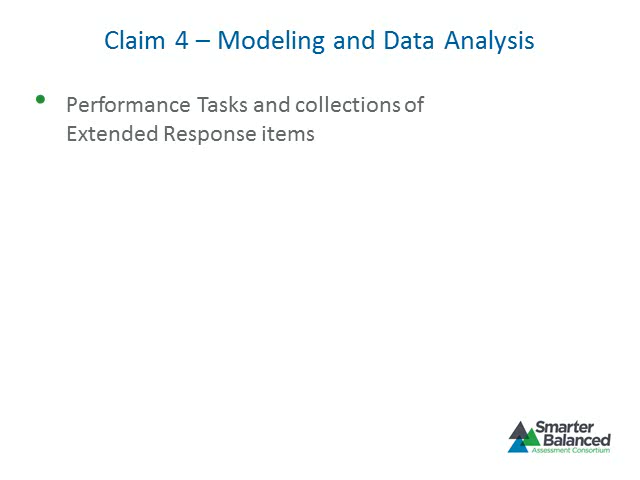 Claim 4 – Modeling and Data Analysis
• Performance Tasks and collections of
Extended Response items
Smarter
Balanced
Assessment Consortium